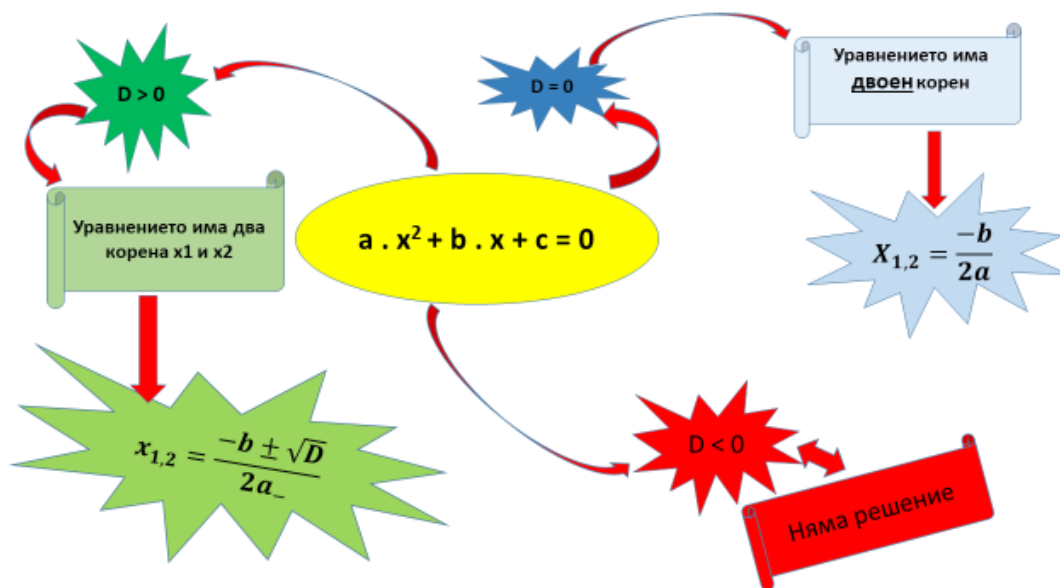 D > 0
D = 0
Уравнението има
двоен корен
Уравнението има два
корена x1 и x2
a . x² + b . x + c = 0
X₁,₂ = −b / 2a
x₁,₂ = −b ± √D / 2a_
D < 0
Няма решение